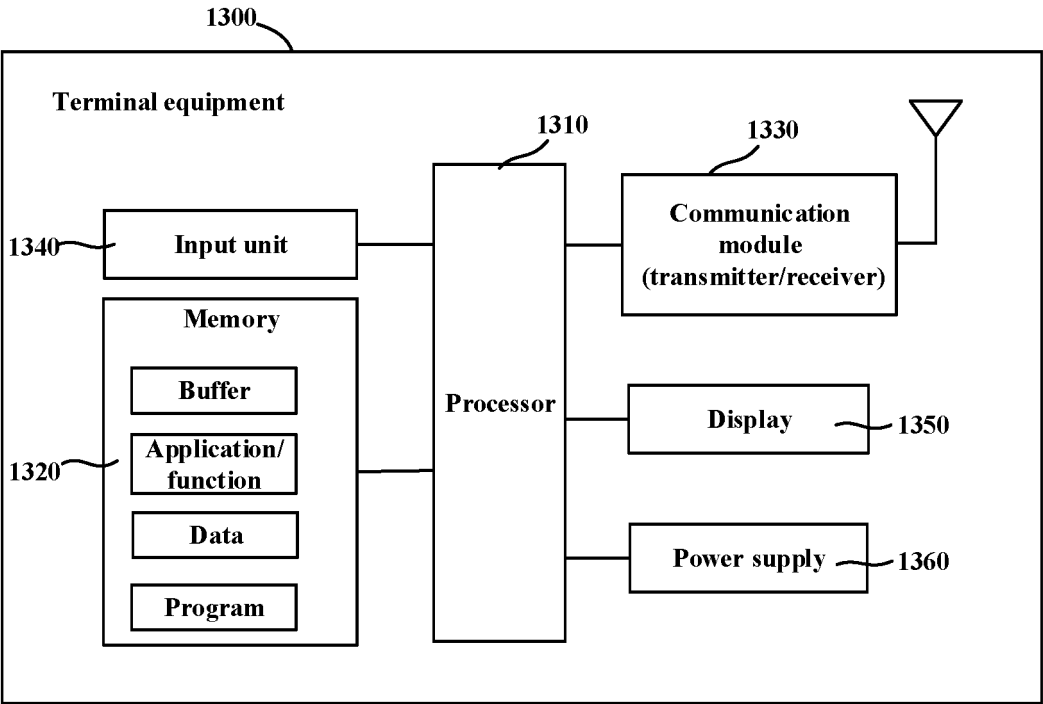 1300
Terminal equipment
1310
1330
Communication
module
(transmitter/receiver)
1340
Input unit
Memory
Buffer
Application/
function
1320
Data
Program
Processor
Display
1350
Power supply
1360